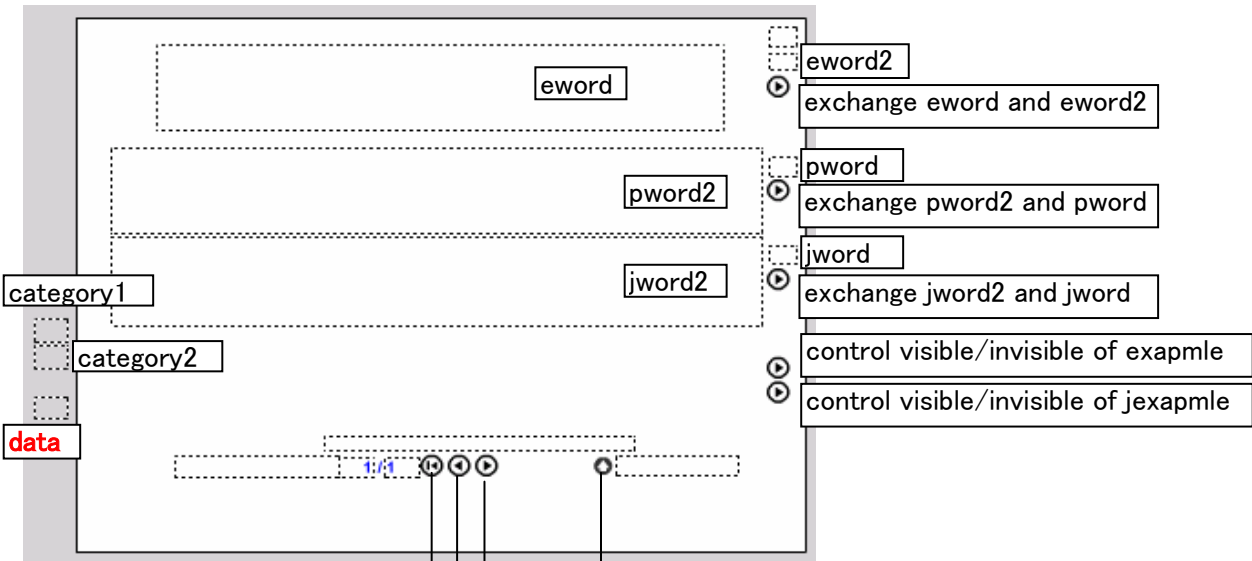 eword2
eword
exchange eword and eword2
pword
pword2
exchange pword2 and pword
jword
jword2
category1
exchange jword2 and jword
control visible/invisible of exapmle
category2
control visible/invisible of jexapmle
data
1/1